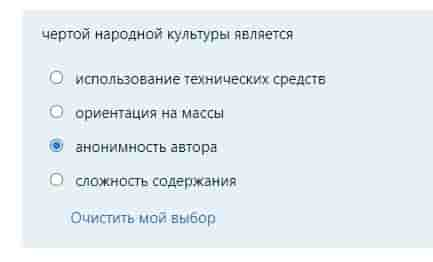 чертой народной культуры является
использование технических средств
ориентация на массы
анонимность автора
сложность содержания
Очистить мой выбор